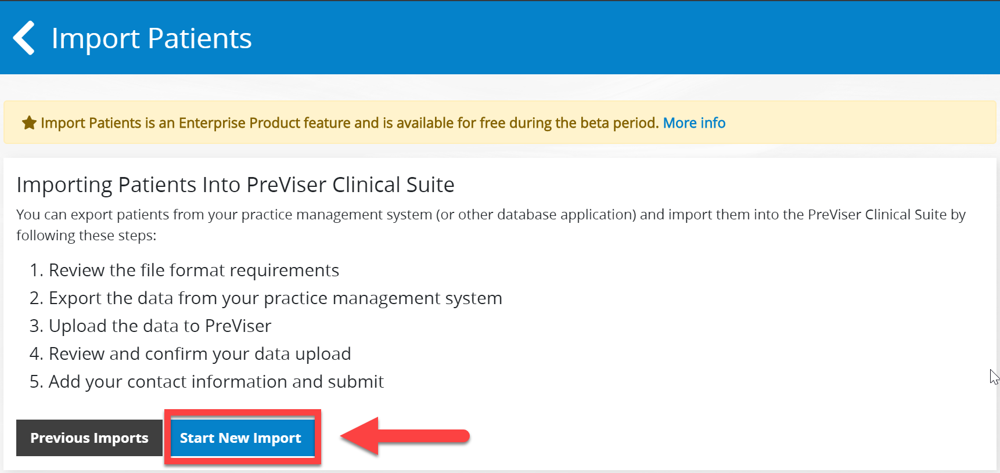 Import Patients
Import Patients is an Enterprise Product feature and is available for free during the beta period. More info
Importing Patients Into PreViser Clinical Suite
You can export patients from your practice management system (or other database application) and import them into the PreViser Clinical Suite by
following these steps:
1. Review the file format requirements
2. Export the data from your practice management system
3. Upload the data to PreViser
4. Review and confirm your data upload
5. Add your contact information and submit
Previous Imports Start New Import